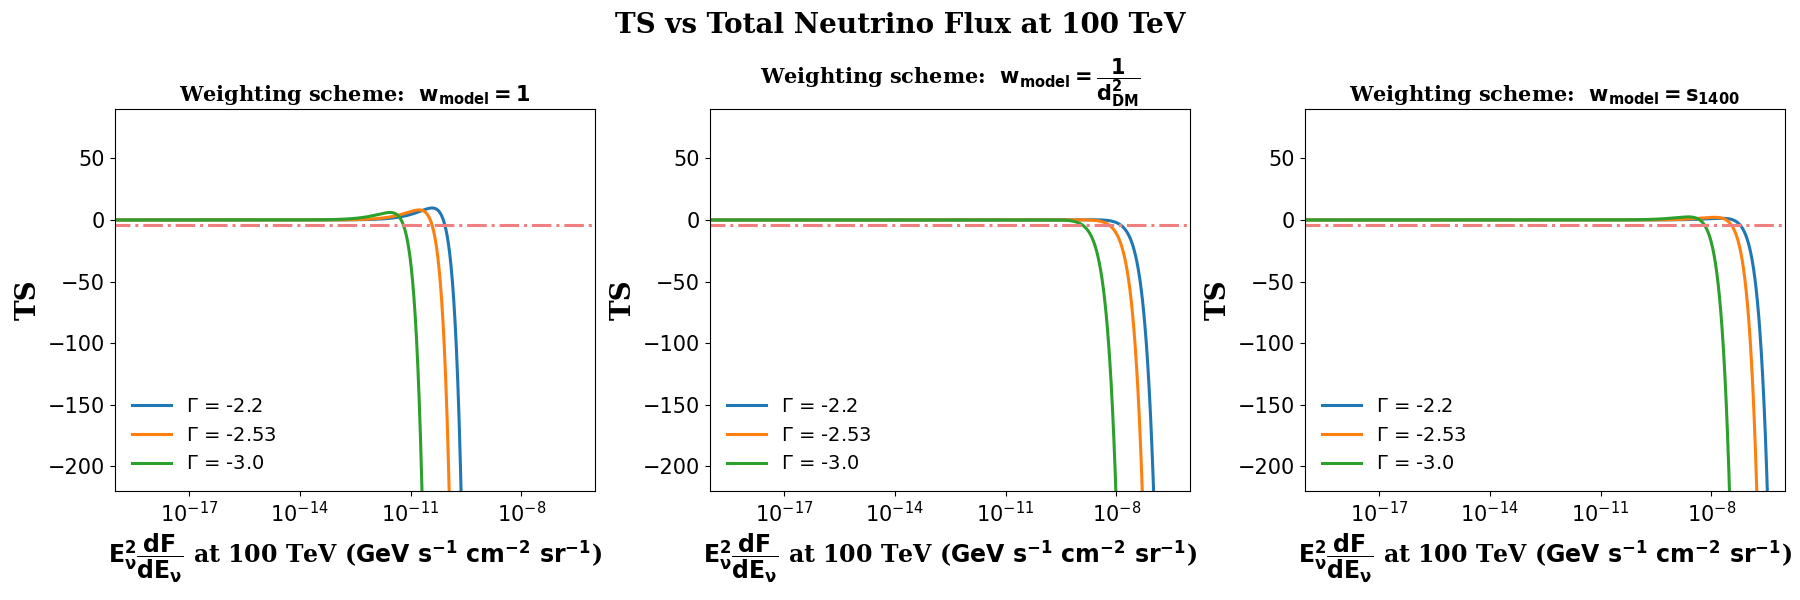 TS vs Total Neutrino Flux at 100 TeV
Weighting scheme: w_model = 1
TS
50
0
−50
−100
−150
−200
Γ = -2.2
Γ = -2.53
Γ = -3.0
10^−17 10^−14 10^−11 10^−8
E_ν^2 dF/dE_ν at 100 TeV (GeV s^−1 cm^−2 sr^−1)
Weighting scheme: w_model = 1/d_DM^2
TS
50
0
−50
−100
−150
−200
Γ = -2.2
Γ = -2.53
Γ = -3.0
10^−17 10^−14 10^−11 10^−8
E_ν^2 dF/dE_ν at 100 TeV (GeV s^−1 cm^−2 sr^−1)
Weighting scheme: w_model = s_1400
TS
50
0
−50
−100
−150
−200
Γ = -2.2
Γ = -2.53
Γ = -3.0
10^−17 10^−14 10^−11 10^−8
E_ν^2 dF/dE_ν at 100 TeV (GeV s^−1 cm^−2 sr^−1)